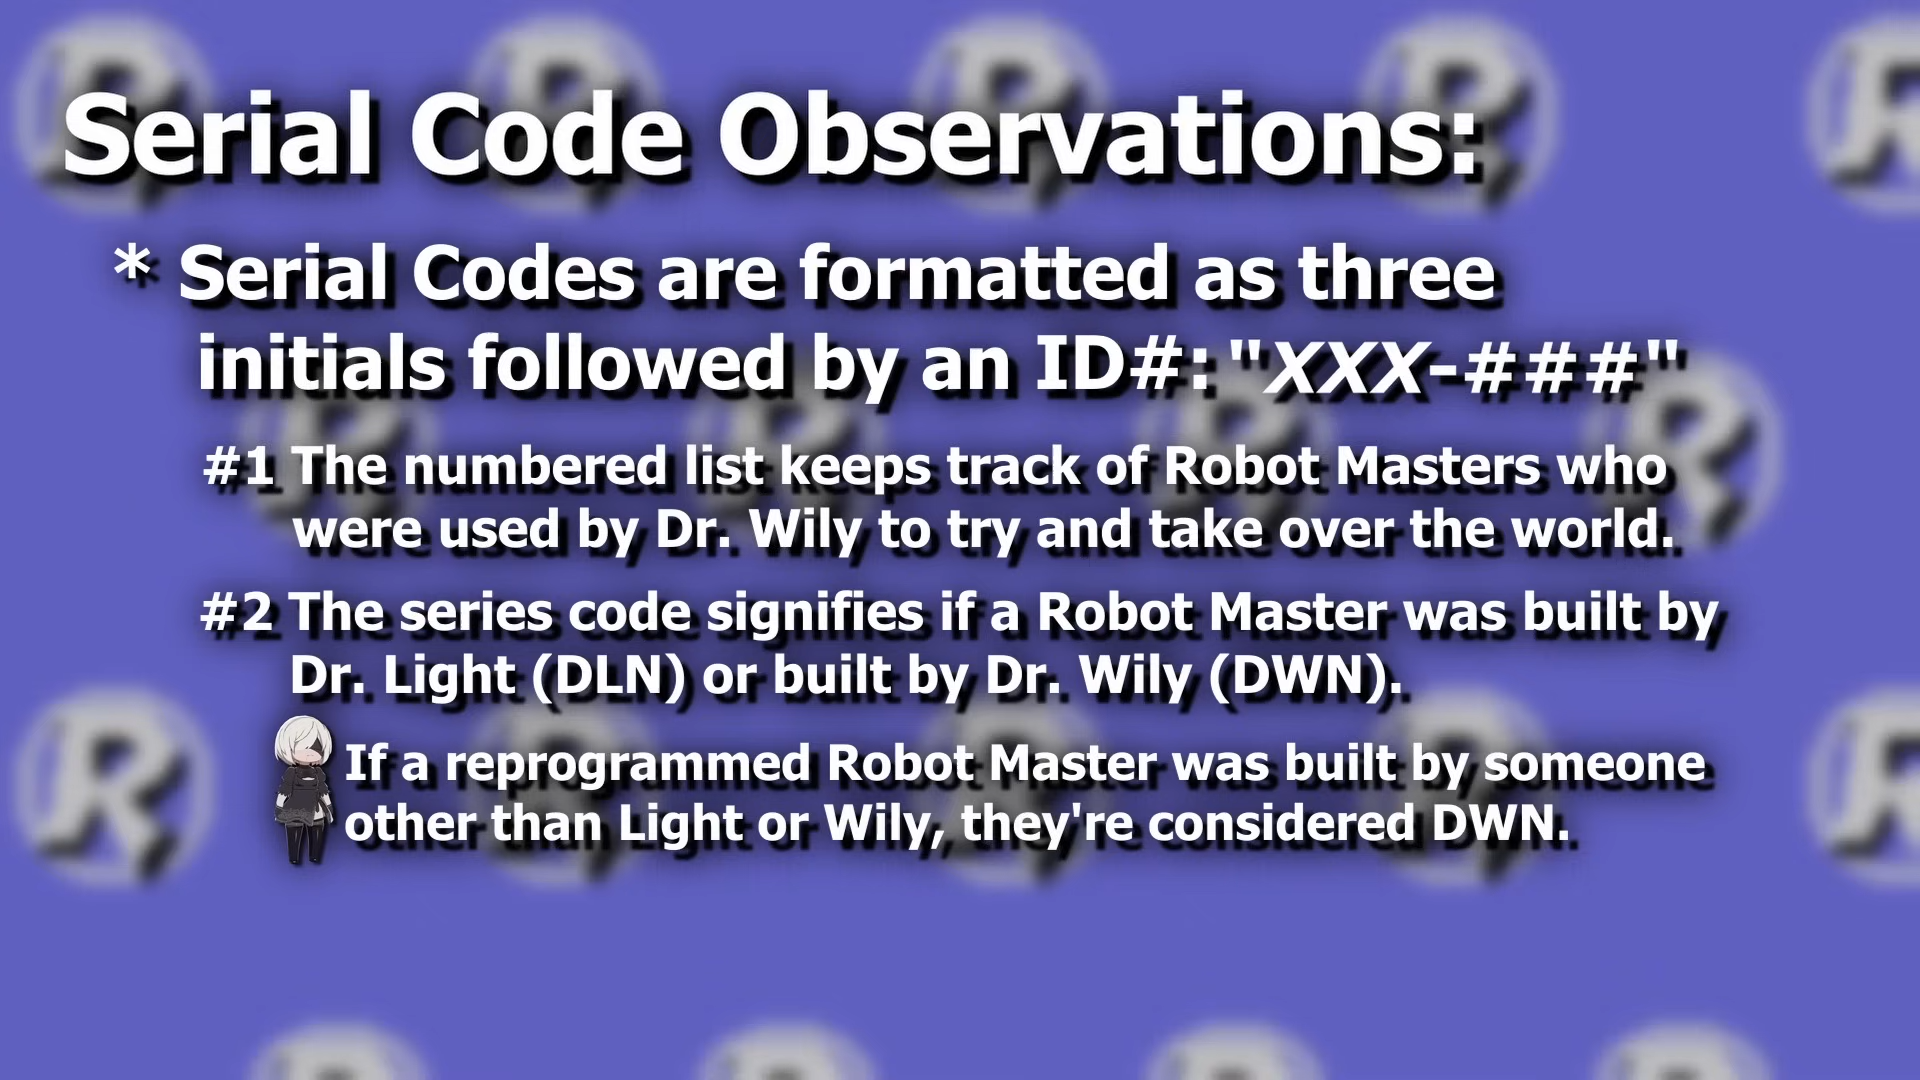 Serial Code Observations:
* Serial Codes are formatted as three
initials followed by an ID#: "XXX-###"
#1 The numbered list keeps track of Robot Masters who
were used by Dr. Wily to try and take over the world.
#2 The series code signifies if a Robot Master was built by
Dr. Light (DLN) or built by Dr. Wily (DWN).
If a reprogrammed Robot Master was built by someone
other than Light or Wily, they're considered DWN.